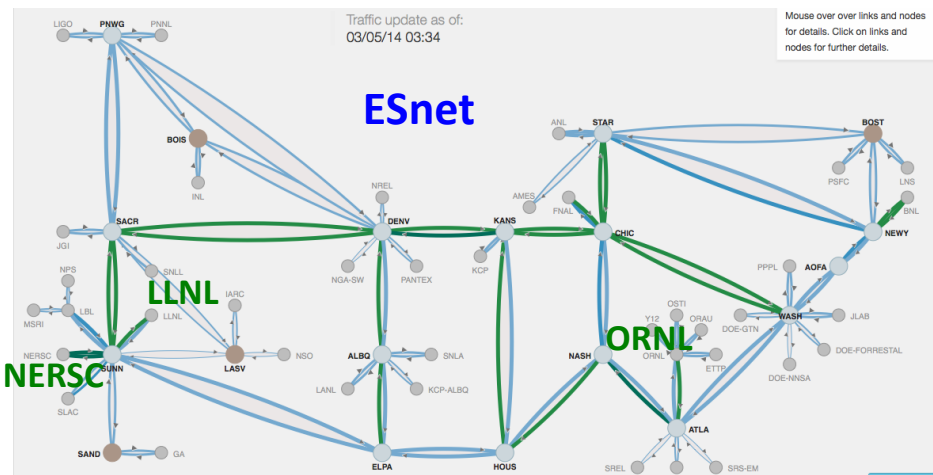 Traffic update as of:
03/05/14 03:34
Mouse over over links and nodes
for details. Click on links and
nodes for further details.
ESnet
LIGO
PNWG
PNNL
BOIS
INL
ANL
STAR
BOST
PSFC
LNS
AMES
FNAL
BNL
NREL
SACR
DENV
KANS
CHIC
NEWY
JGI
NGA-SW
PANTEX
KCP
AOFA
PPPL
NPS
SNLL
LLNL
IARC
MSRI
LBL
LLNL
OSTI
Y12
ORAU
DOE-GTN
WASH
JLAB
ORNL
ORNL
NERSC
SUNN
LASV
NSO
ALBQ
SNLA
NASH
ETTP
DOE-FORRESTAL
DOE-NNSA
NERSC
SLAC
LANL
KCP-ALBQ
ATLA
SAND
GA
ELPA
HOUS
SREL
SRS-EM